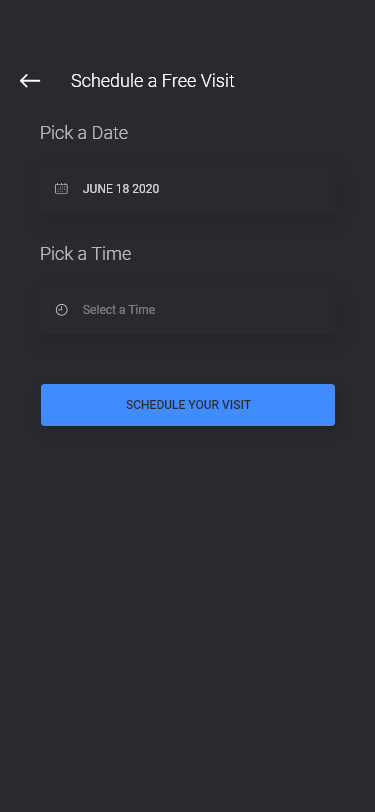 Schedule a Free Visit
Pick a Date
JUNE 18 2020
Pick a Time
Select a Time
SCHEDULE YOUR VISIT